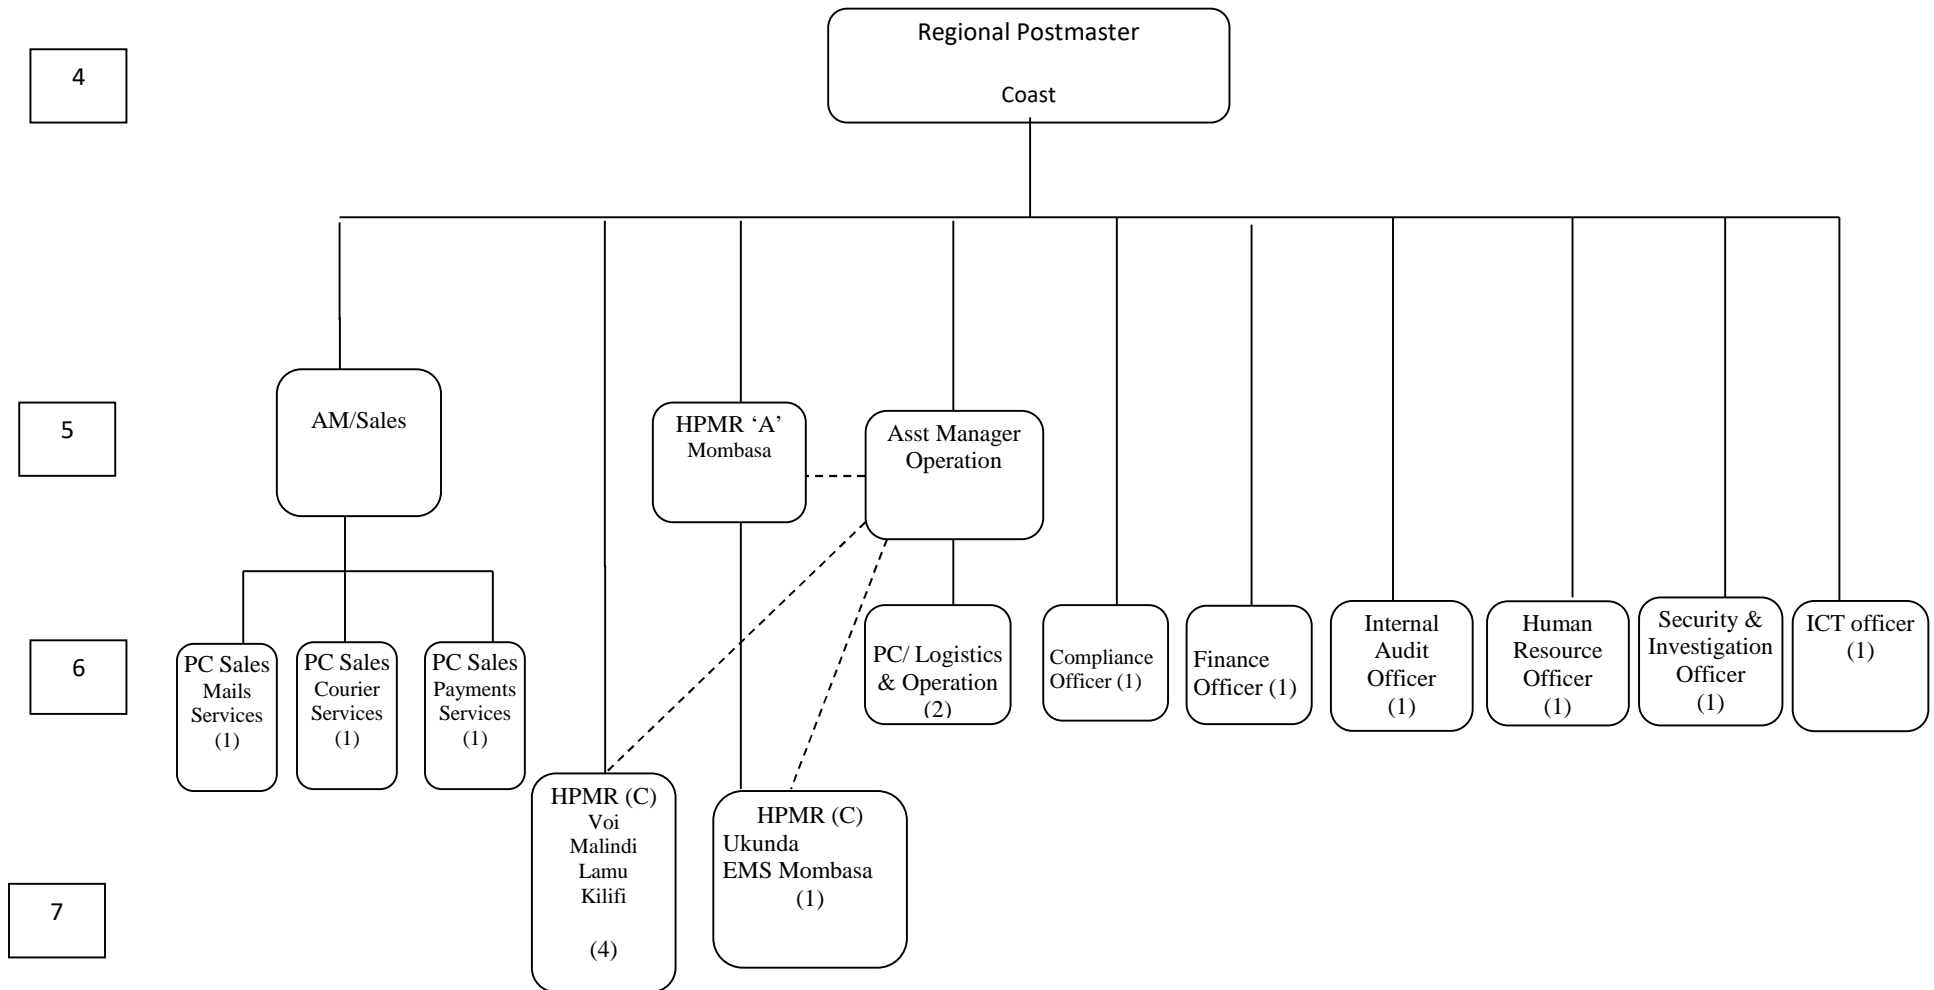 Regional Postmaster
Coast
4
5
AM/Sales
HPMR ‘A’
Mombasa
Asst Manager
Operation
6
PC Sales
Mails
Services
(1)
PC Sales
Courier
Services
(1)
PC Sales
Payments
Services
(1)
PC/ Logistics
& Operation
(2)
Compliance
Officer (1)
Finance
Officer (1)
Internal
Audit
Officer
(1)
Human
Resource
Officer
(1)
Security &
Investigation
Officer
(1)
ICT officer
(1)
7
HPMR (C)
Voi
Malindi
Lamu
Kilifi
(4)
HPMR (C)
Ukunda
EMS Mombasa
(1)